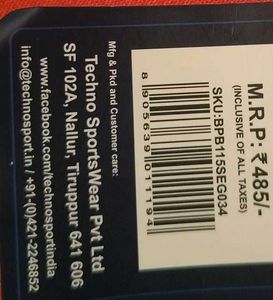 M.R.P: ₹485/-
(INCLUSIVE OF ALL TAXES)
SKU:BPB115SEG034
8 905639 011194
Mfg & Pkd and Customer care:
Techno SportsWear Pvt Ltd
SF 102A, Nallur, Tiruppur 641 606.
www.facebook.com/technosportindia
info@technosport.in / +91-(0)421-2246852